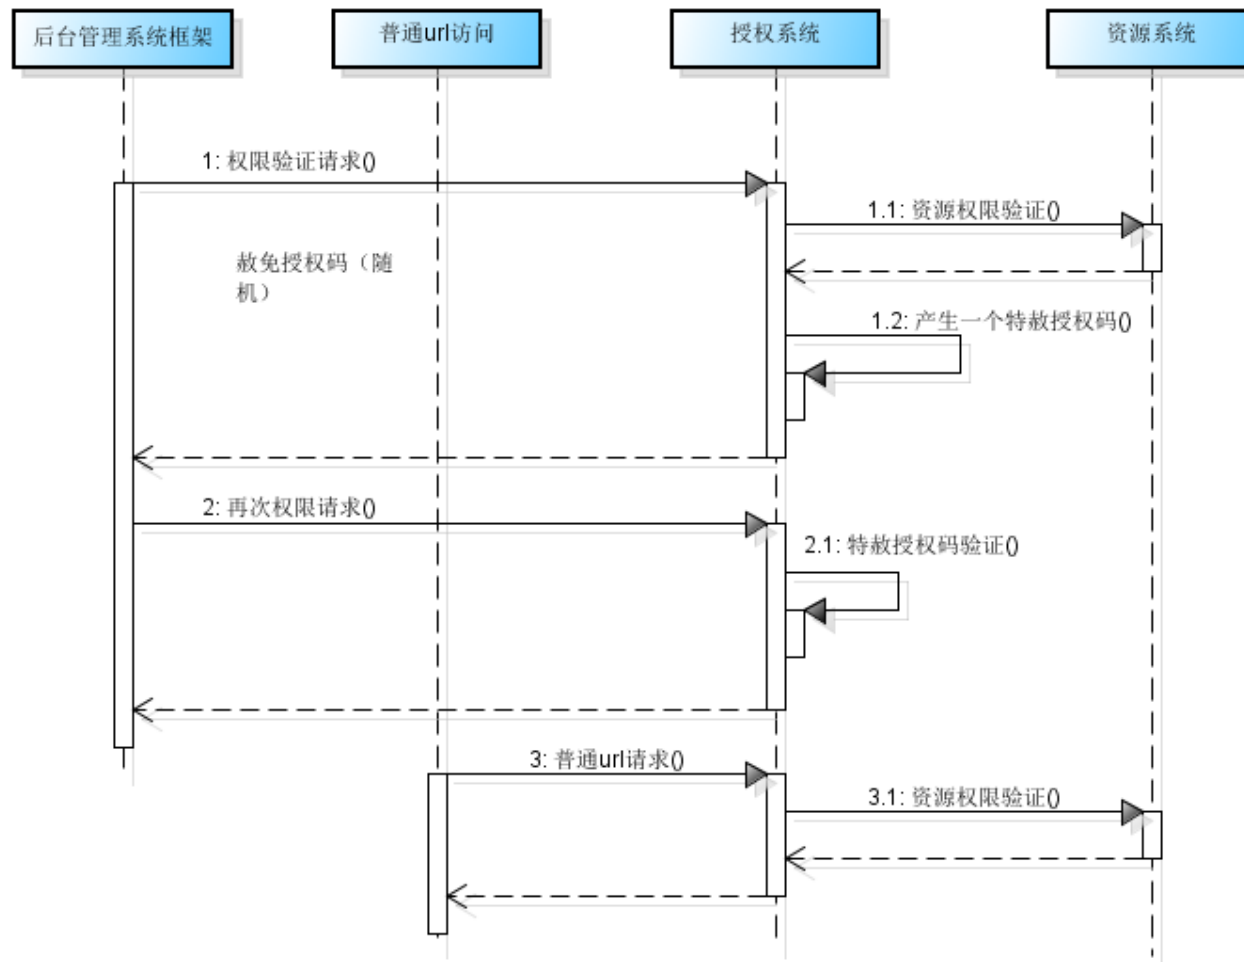 后台管理系统框架
普通url访问
授权系统
资源系统
1: 权限验证请求()
1.1: 资源权限验证()
赦免授权码（随
机）
1.2: 产生一个特赦授权码()
2: 再次权限请求()
2.1: 特赦授权码验证()
3: 普通url请求()
3.1: 资源权限验证()